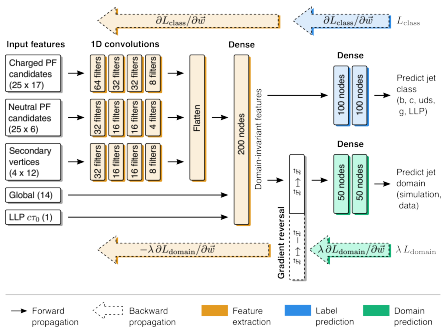 ∂L_class/∂w⃗
∂L_class/∂w⃗
L_class
Input features
1D convolutions
Dense
Charged PF
candidates
(25 x 17)
64 filters
32 filters
32 filters
8 filters
Neutral PF
candidates
(25 x 6)
32 filters
16 filters
16 filters
4 filters
Secondary
vertices
(4 x 12)
32 filters
16 filters
16 filters
8 filters
Global (14)
LLP cτ₀ (1)
Flatten
200 nodes
Domain-invariant features
Dense
100 nodes
100 nodes
Predict jet
class
(b, c, uds,
g, LLP)
Gradient reversal
Dense
50 nodes
50 nodes
Predict jet
domain
(simulation,
data)
−λ ∂L_domain/∂w⃗
λ ∂L_domain/∂w⃗
λ L_domain
Forward
propagation
Backward
propagation
Feature
extraction
Label
prediction
Domain
prediction